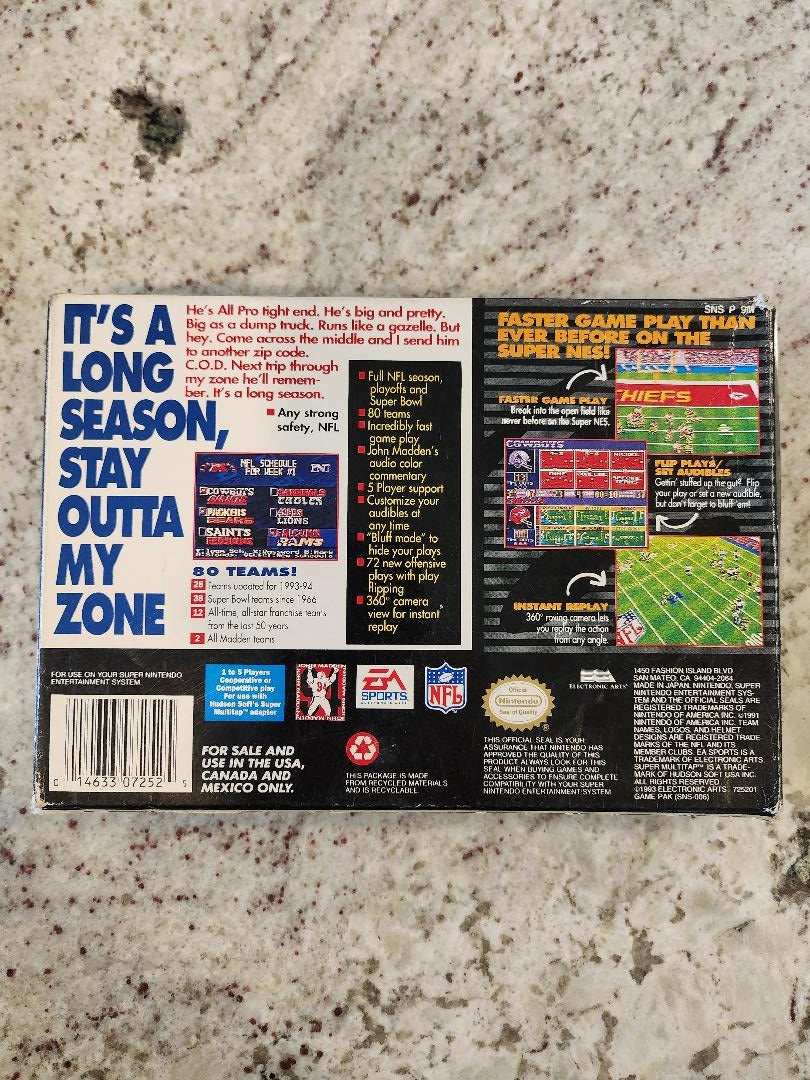 IT'S A
LONG
SEASON,
STAY
OUTTA
MY
ZONE
He's All Pro tight end. He's big and pretty.
Big as a dump truck. Runs like a gazelle. But
hey. Come across the middle and I send him
to another zip code.
C.O.D. Next trip through
my zone he'll remem-
ber. It's a long season.
Any strong
safety, NFL
NFL SCHEDULE
FOR WEEK #1
COWBOYS
GIANTS
CARDINALS
OILERS
PACKERS
BEARS
LIONS
SAINTS
REDSKINS
FALCONS
RAMS
80 TEAMS!
28 Teams updated for 1993-94
38 Super Bowl teams since 1966
12 All-time, all-star franchise teams
from the last 50 years
2 All Madden teams
Full NFL season,
playoffs and
Super Bowl
80 teams
Incredibly fast
game play
John Madden's
audio color
commentary
5 Player support
Customize your
audibles at
any time
"Bluff mode" to
hide your plays
72 new offensive
plays with play
flipping
360° camera
view for instant
replay
SNS P 9M
FASTER GAME PLAY THAN
EVER BEFORE ON THE
SUPER NES!
FASTER GAME PLAY
Break into the open field like
never before on the Super NES.
CHIEFS
COWBOYS
FLIP PLAYS/
SET AUDIBLES
Gettin' stuffed up the gut? Flip
your play or set a new audible,
but don't forget to bluff 'em!
INSTANT REPLAY
360° roving camera lets
you replay the action
from any angle.
FOR USE ON YOUR SUPER NINTENDO
ENTERTAINMENT SYSTEM
1 to 5 Players
Cooperative or
Competitive play
For use with
Hudson Soft's Super
Multitap™ adapter
JOHN MADDEN
EA
SPORTS
ELECTRONIC ARTS
NFL
0 14633 07252 5
FOR SALE AND
USE IN THE USA,
CANADA AND
MEXICO ONLY.
THIS PACKAGE IS MADE
FROM RECYCLED MATERIALS
AND IS RECYCLABLE
Official
Nintendo
Seal of Quality
®
THIS OFFICIAL SEAL IS YOUR
ASSURANCE THAT NINTENDO HAS
APPROVED THE QUALITY OF THIS
PRODUCT. ALWAYS LOOK FOR THIS
SEAL WHEN BUYING GAMES AND
ACCESSORIES TO ENSURE COMPLETE
COMPATIBILITY WITH YOUR SUPER
NINTENDO ENTERTAINMENT SYSTEM
ELECTRONIC ARTS®
1450 FASHION ISLAND BLVD
SAN MATEO, CA 94404-2064
MADE IN JAPAN. NINTENDO, SUPER
NINTENDO ENTERTAINMENT SYS-
TEM AND THE OFFICIAL SEALS ARE
REGISTERED TRADEMARKS OF
NINTENDO OF AMERICA INC. ©1991
NINTENDO OF AMERICA INC. TEAM
NAMES, LOGOS, AND HELMET
DESIGNS ARE REGISTERED TRADE-
MARKS OF THE NFL AND ITS
MEMBER CLUBS. EA SPORTS IS A
TRADEMARK OF ELECTRONIC ARTS.
SUPER MULTITAP™ IS A TRADE-
MARK OF HUDSON SOFT USA INC.
ALL RIGHTS RESERVED.
©1993 ELECTRONIC ARTS 725201
GAME PAK (SNS-006)